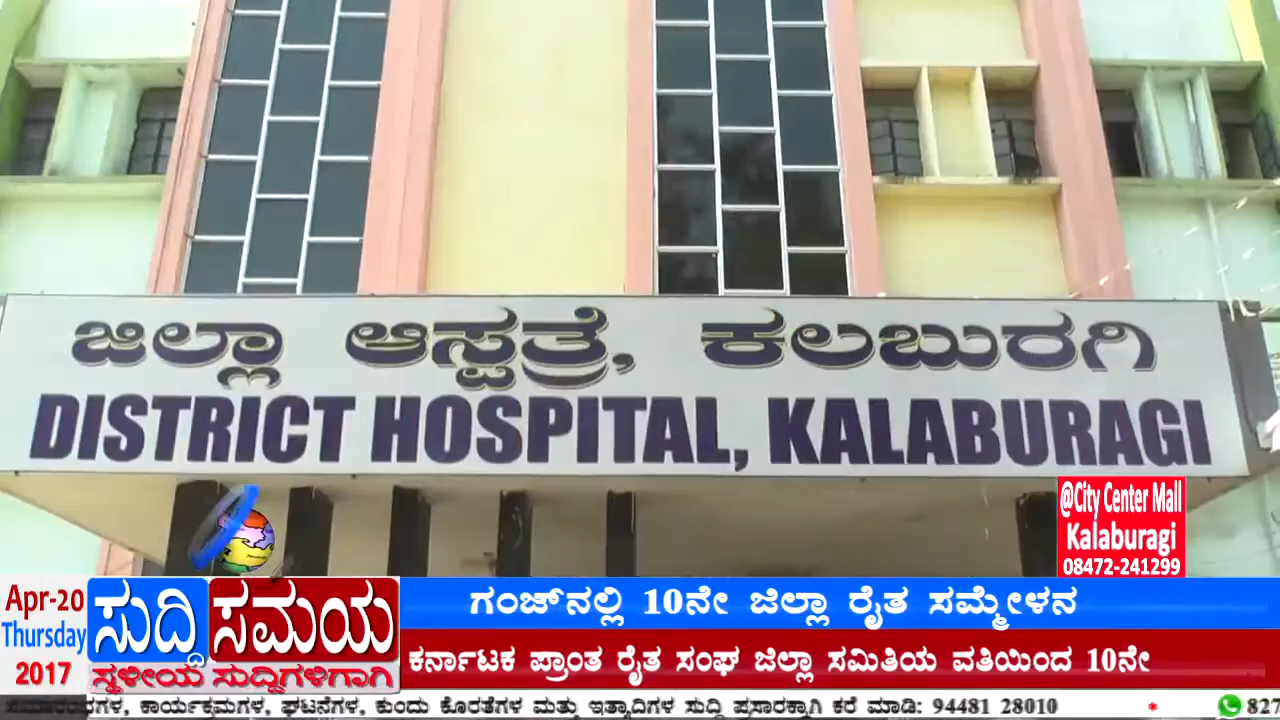 ಜಿಲ್ಲಾ ಆಸ್ಪತ್ರೆ, ಕಲಬುರಗಿ
DISTRICT HOSPITAL, KALABURAGI
@City Center Mall
Kalaburagi
08472-241299
Apr-20
Thursday
2017
ಸುದ್ದಿ ಸಮಯ
ಸ್ಥಳೀಯ ಸುದ್ದಿಗಳಿಗಾಗಿ
ಗಂಜ್‌ನಲ್ಲಿ 10ನೇ ಜಿಲ್ಲಾ ರೈತ ಸಮ್ಮೇಳನ
ಕರ್ನಾಟಕ ಪ್ರಾಂತ ರೈತ ಸಂಘ ಜಿಲ್ಲಾ ಸಮಿತಿಯ ವತಿಯಿಂದ 10ನೇ
ಕಾರ್ಯಕ್ರಮಗಳ, ಘಟನೆಗಳ, ಕುಂದು ಕೊರತೆಗಳ ಮತ್ತು ಇತ್ಯಾದಿಗಳ ಸುದ್ದಿ ಪ್ರಸಾರಕ್ಕಾಗಿ ಕರೆ ಮಾಡಿ: 94481 28010 * 827